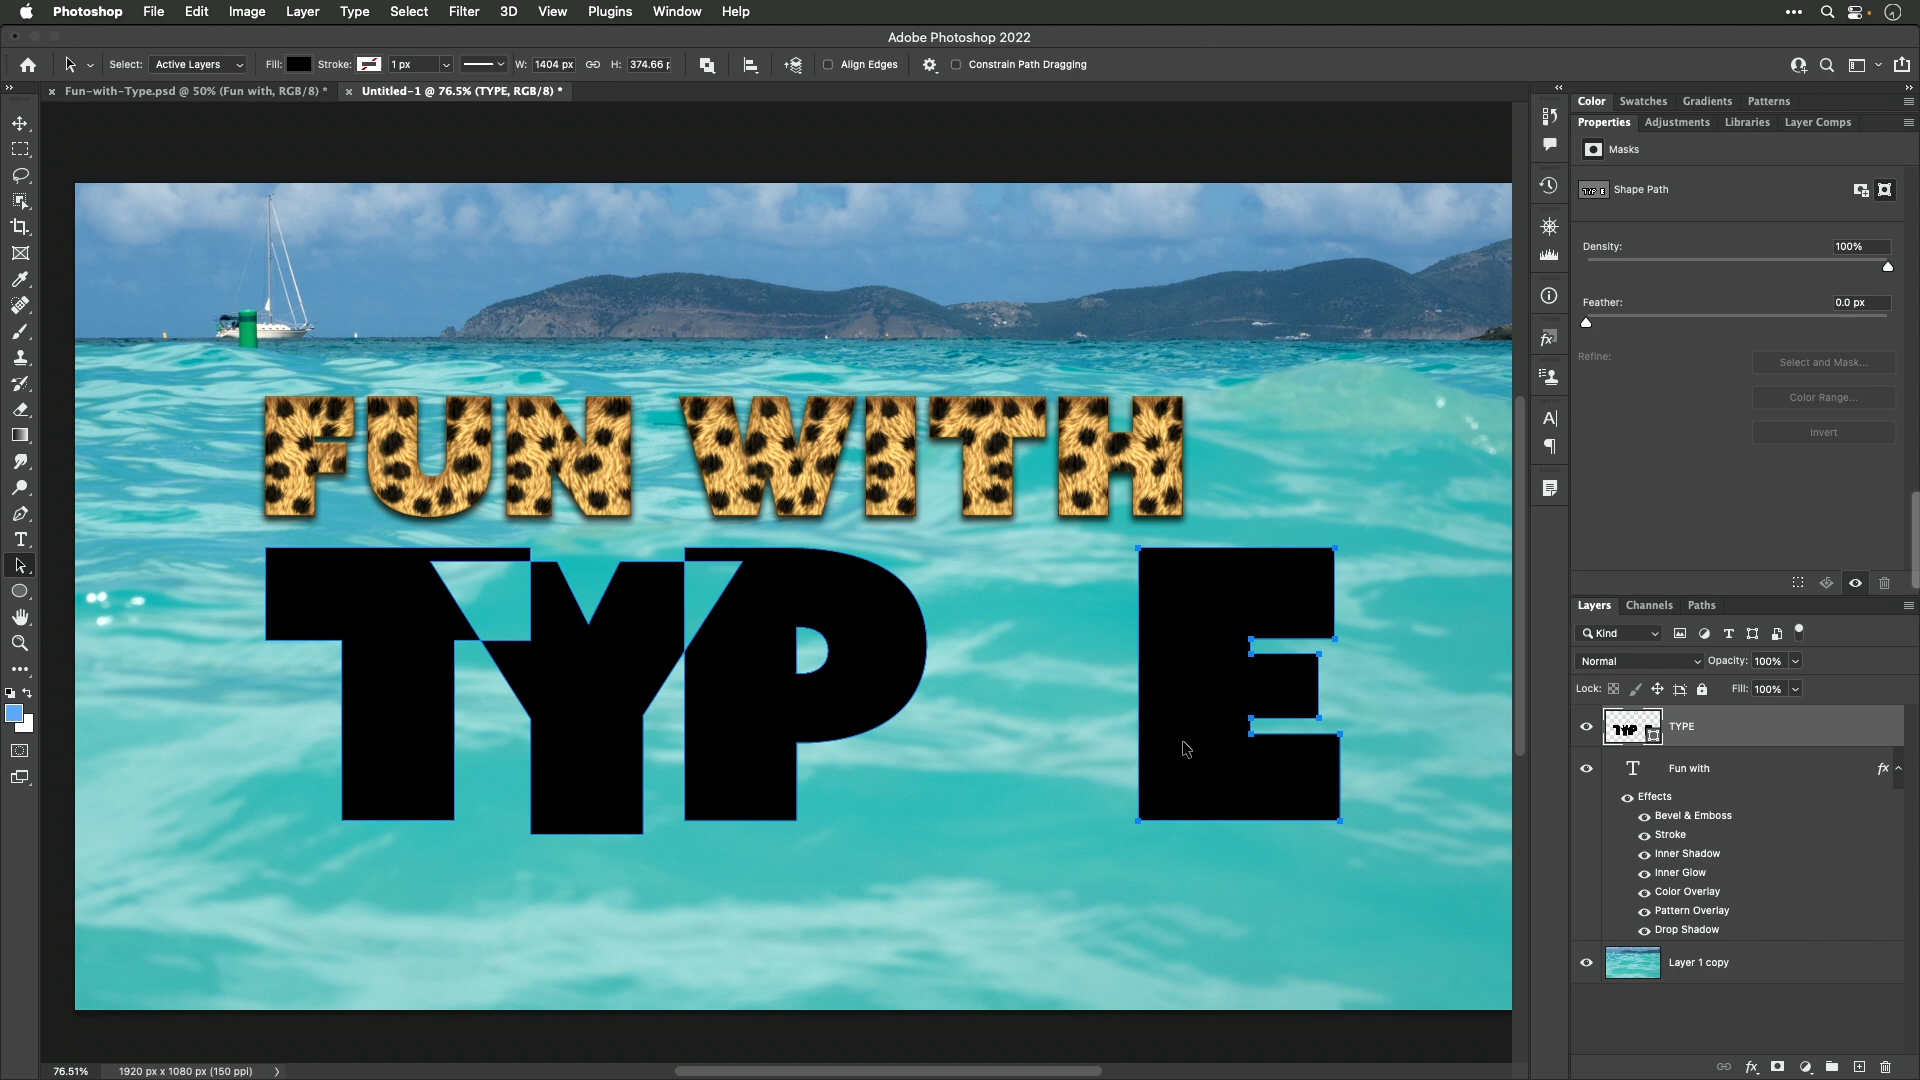 Photoshop File Edit Image Layer Type Select Filter 3D View Plugins Window Help
Adobe Photoshop 2022
Select: Active Layers Fill: Stroke: 1 px W: 1404 px H: 374.66 Align Edges Constrain Path Dragging
Fun-with-Type.psd @ 50% (Fun with, RGB/8) * Untitled-1 @ 76.5% (TYPE, RGB/8) *
Color Swatches Gradients Patterns
Properties Adjustments Libraries Layer Comps
Masks
Shape Path
Density: 100%
Feather: 0.0 px
Refine:
Select and Mask...
Color Range...
Invert
FUN WITH
TYP E
Layers Channels Paths
Kind
Normal Opacity: 100%
Lock: Fill: 100%
TYPE
Fun with fx
Effects
Bevel & Emboss
Stroke
Inner Shadow
Inner Glow
Color Overlay
Pattern Overlay
Drop Shadow
Layer 1 copy
76.51% 1920 px x 1080 px (150 ppi)